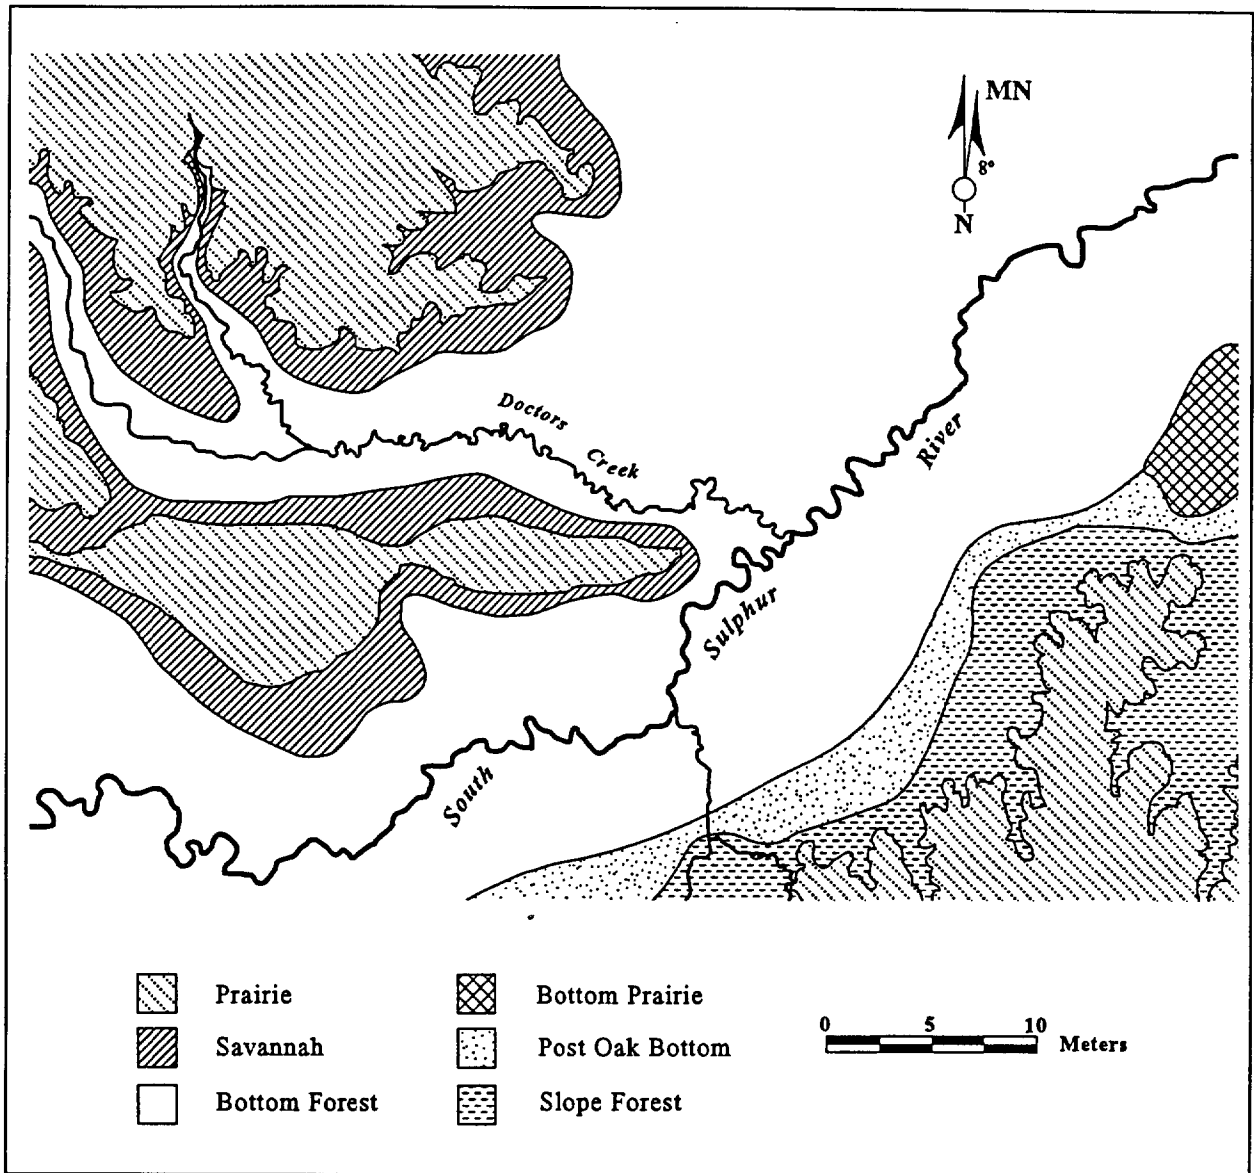 MN
8°
N
Doctors
Creek
River
Sulphur
South
Prairie
Savannah
Bottom Forest
Bottom Prairie
Post Oak Bottom
Slope Forest
0 5 10
Meters